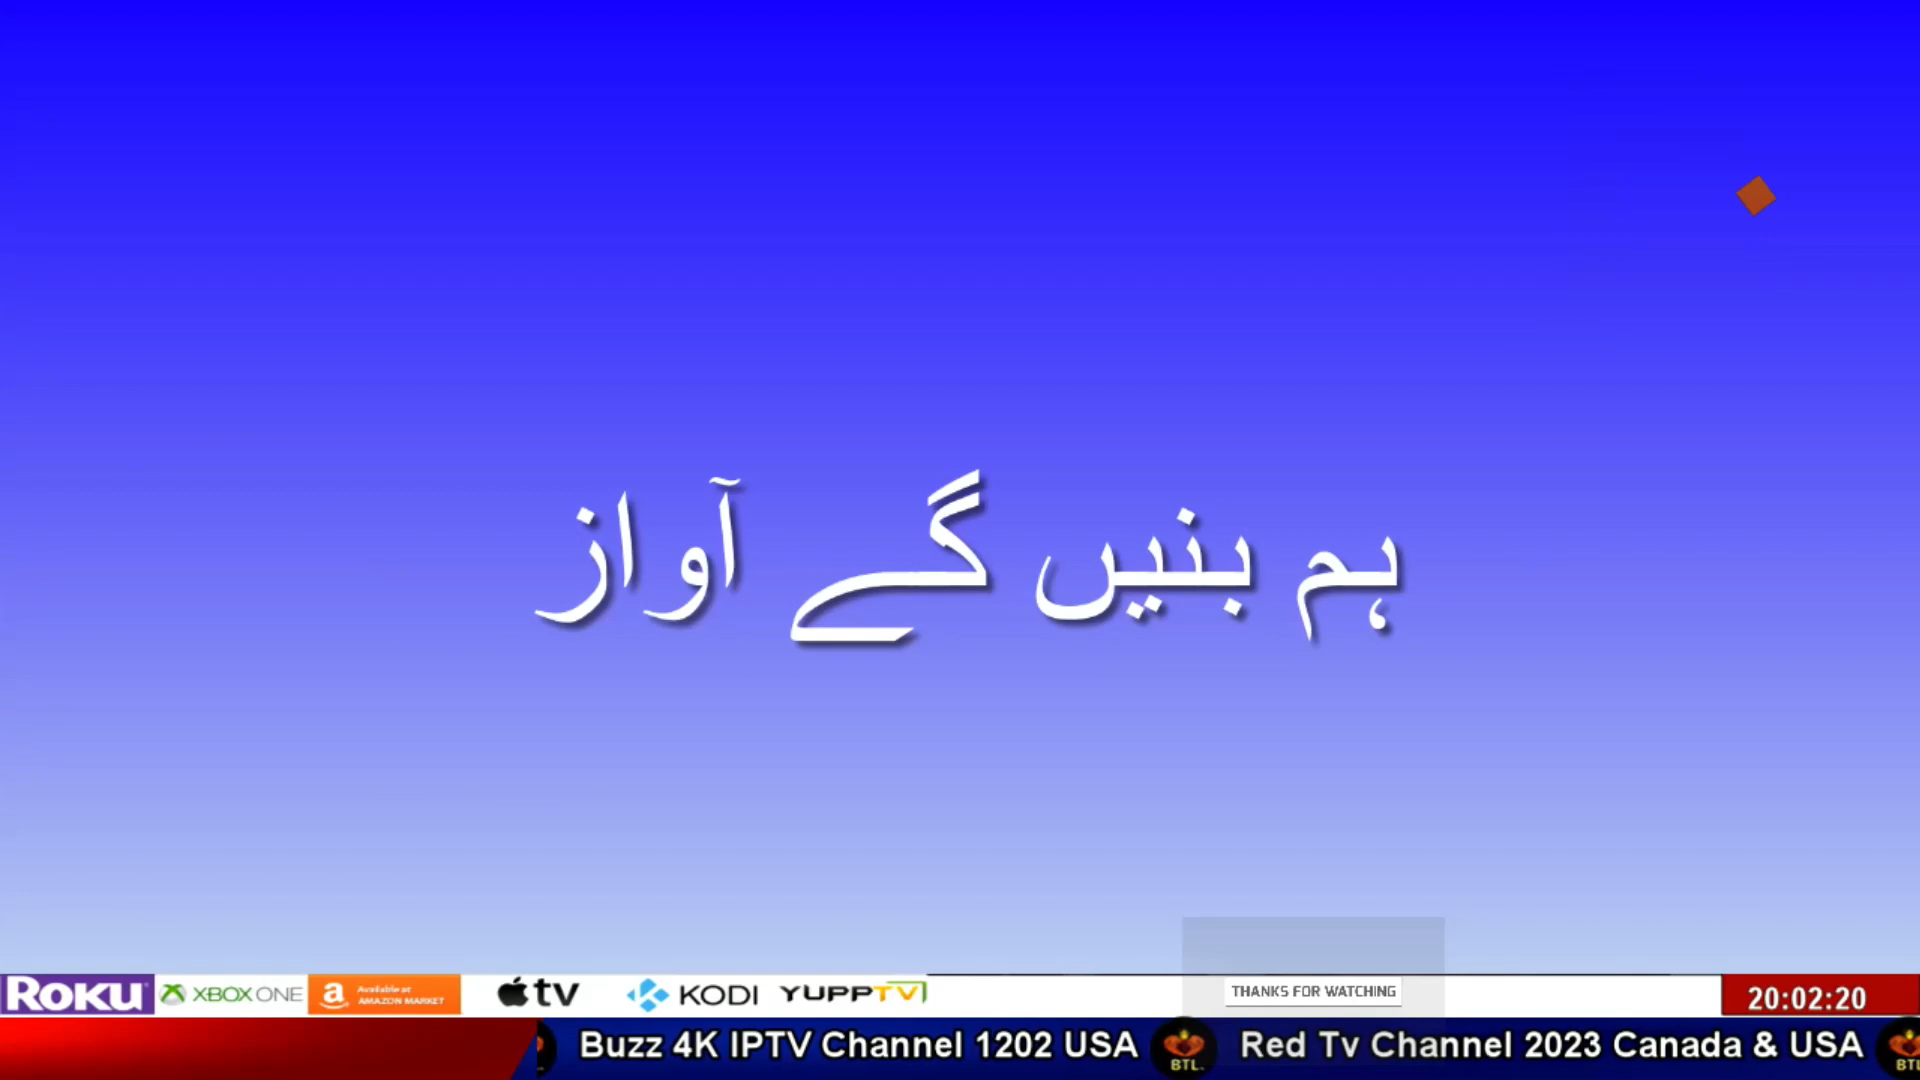 ہم بنیں گے آواز
ROKU XBOX ONE a Available at AMAZON MARKET tv KODI YUPPTV THANKS FOR WATCHING 20:02:20
BTL. Buzz 4K IPTV Channel 1202 USA BTL. Red Tv Channel 2023 Canada & USA